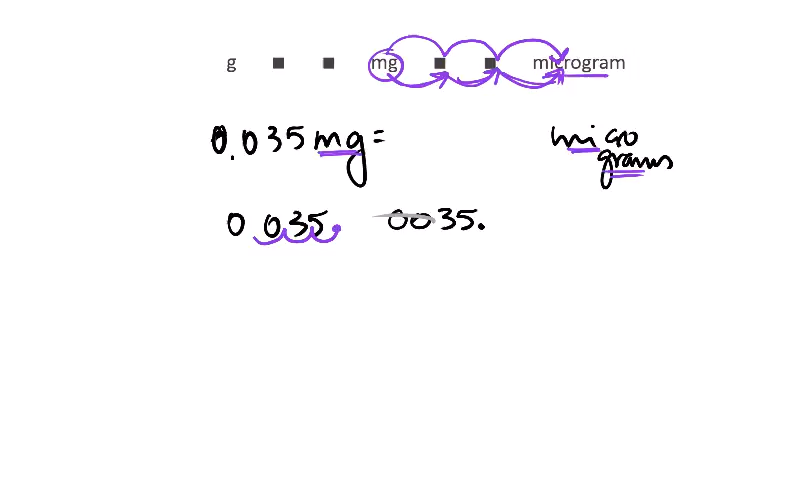 g ■ ■ mg ■ ■ microgram
0.035 mg = micro
grams
0 035 0035.